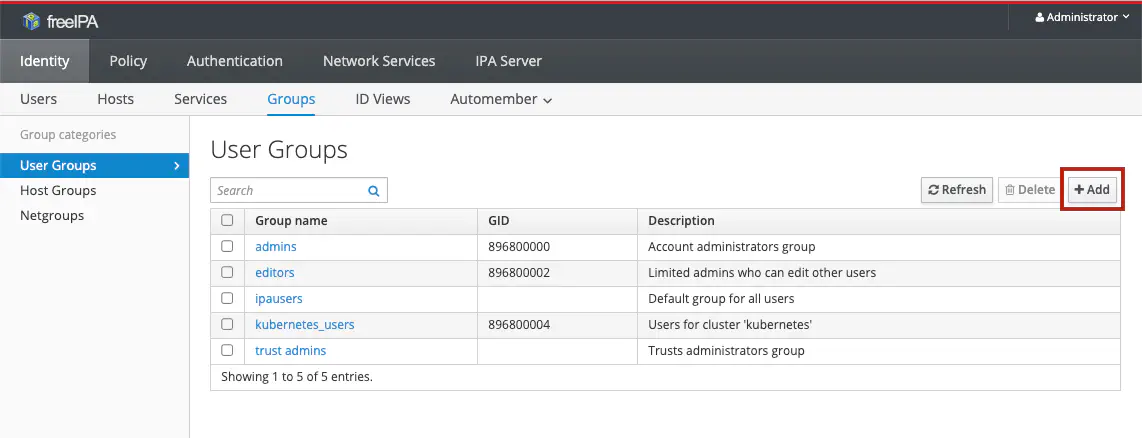 freeIPA Administrator
Identity Policy Authentication Network Services IPA Server
Users Hosts Services Groups ID Views Automember
Group categories
User Groups
Host Groups
Netgroups
User Groups
Search Refresh Delete Add
Group name GID Description
admins 896800000 Account administrators group
editors 896800002 Limited admins who can edit other users
ipausers Default group for all users
kubernetes_users 896800004 Users for cluster 'kubernetes'
trust admins Trusts administrators group
Showing 1 to 5 of 5 entries.